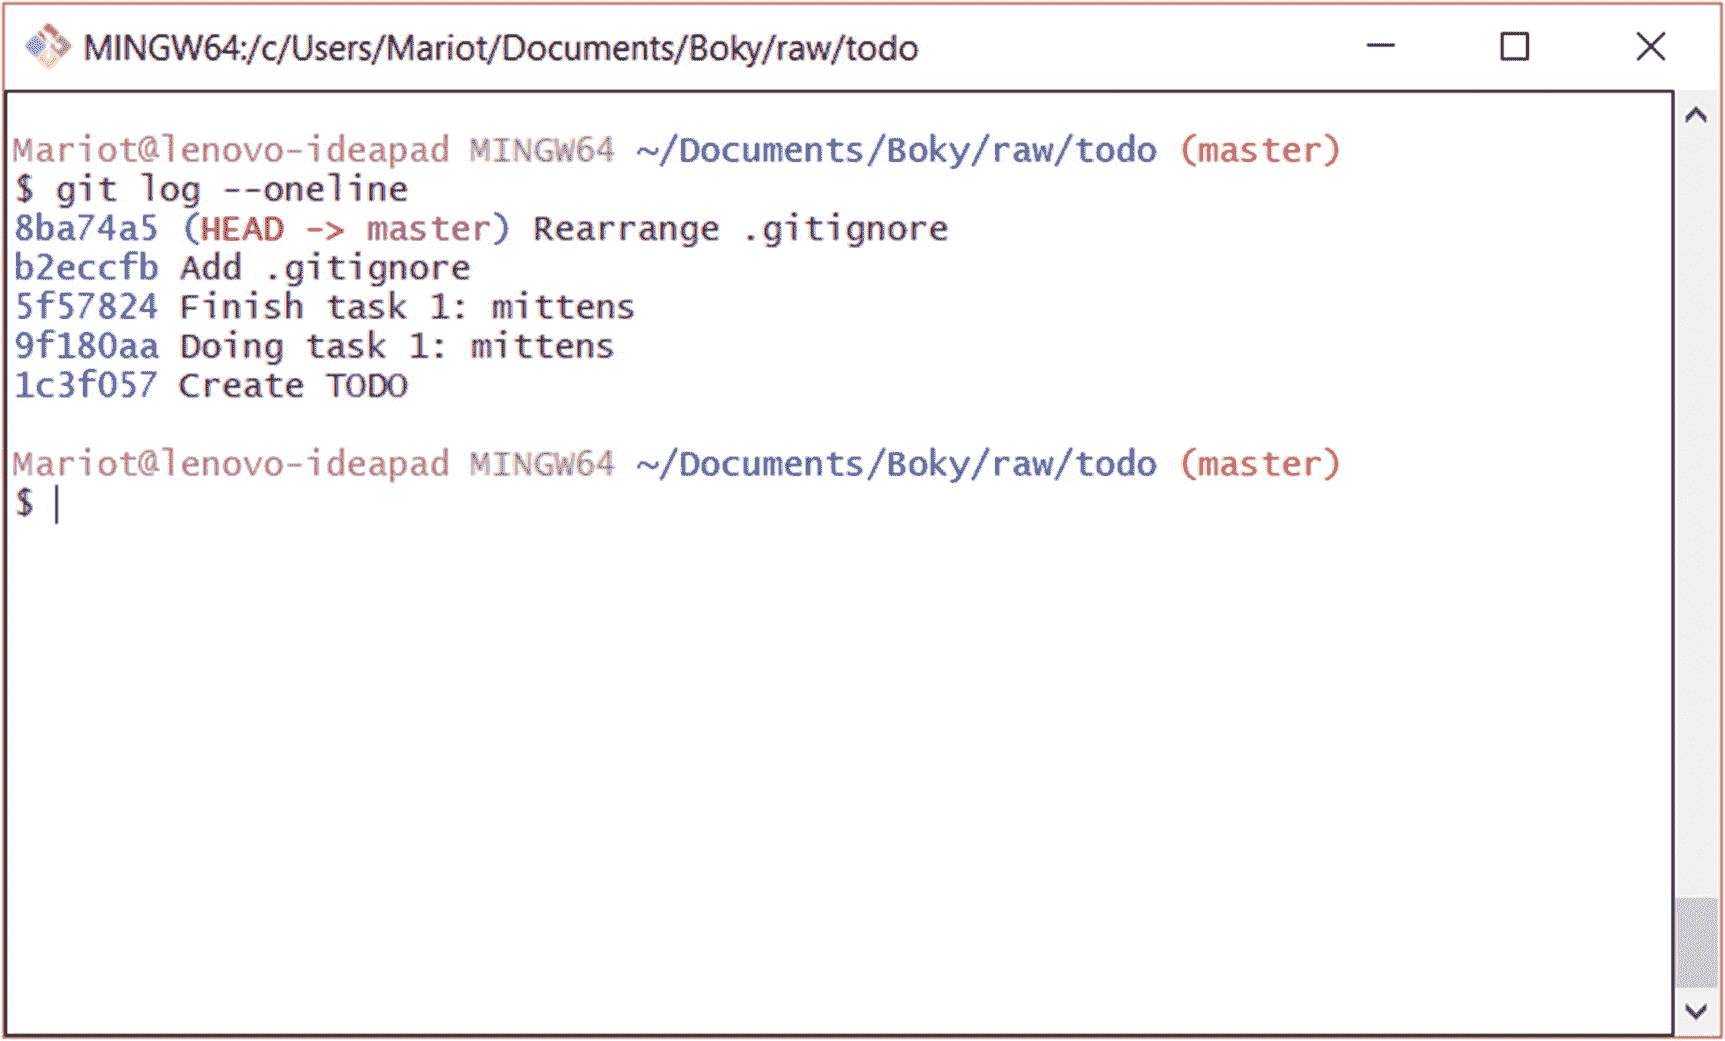 MINGW64:/c/Users/Mariot/Documents/Boky/raw/todo
Mariot@lenovo-ideapad MINGW64 ~/Documents/Boky/raw/todo (master)
$ git log --oneline
8ba74a5 (HEAD -> master) Rearrange .gitignore
b2eccfb Add .gitignore
5f57824 Finish task 1: mittens
9f180aa Doing task 1: mittens
1c3f057 Create TODO
Mariot@lenovo-ideapad MINGW64 ~/Documents/Boky/raw/todo (master)
$